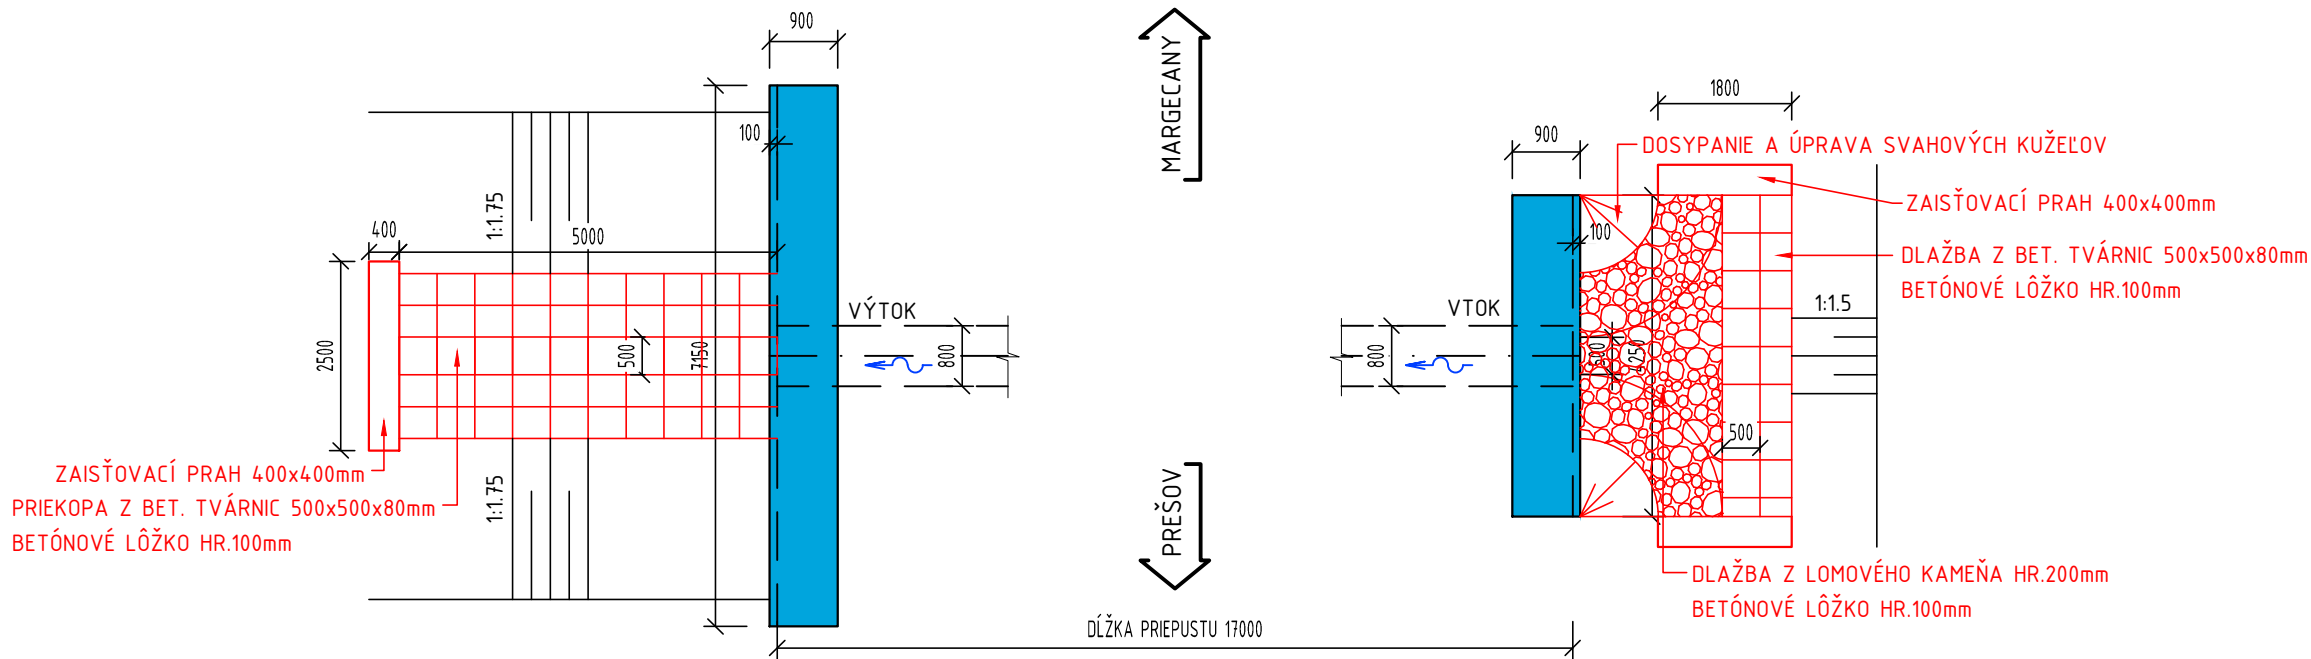 900
MARGECANY
1800
900
100
DOSYPANIE A ÚPRAVA SVAHOVÝCH KUŽEĽOV
1:1.75
400
5000
100
ZAISŤOVACÍ PRAH 400x400mm
DLAŽBA Z BET. TVÁRNIC 500x500x80mm
BETÓNOVÉ LÔŽKO HR.100mm
VÝTOK
VTOK
1:1.5
2500
500
7150
800
800
4250
500
ZAISŤOVACÍ PRAH 400x400mm
PRIEKOPA Z BET. TVÁRNIC 500x500x80mm
BETÓNOVÉ LÔŽKO HR.100mm
1:1.75
PREŠOV
DLAŽBA Z LOMOVÉHO KAMEŇA HR.200mm
BETÓNOVÉ LÔŽKO HR.100mm
DĹŽKA PRIEPUSTU 17000